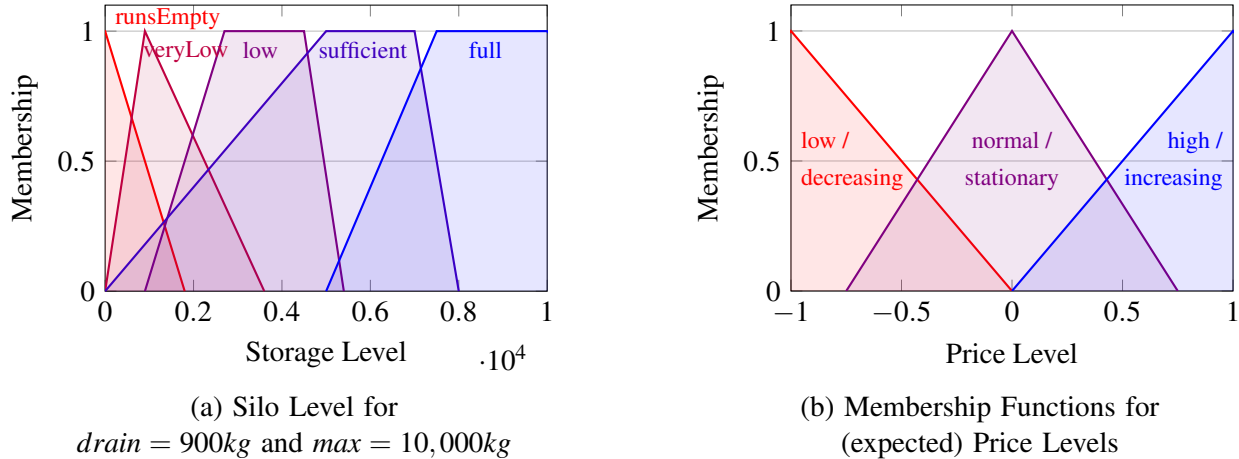 runsEmpty
veryLow
low
sufficient
full
1
0.5
0
Membership
0 0.2 0.4 0.6 0.8 1
Storage Level
·10^4
(a) Silo Level for
drain = 900kg and max = 10,000kg
low /
decreasing
normal /
stationary
high /
increasing
1
0.5
0
Membership
−1 −0.5 0 0.5 1
Price Level
(b) Membership Functions for
(expected) Price Levels